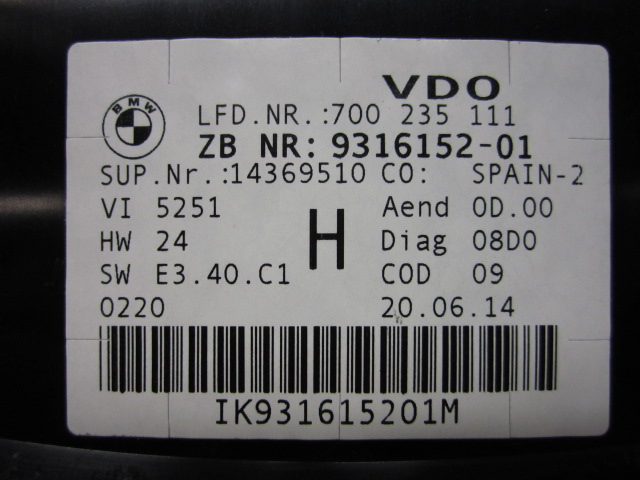 VDO
BMW
LFD.NR.:700 235 111
ZB NR: 9316152-01
SUP.Nr.:14369510 CO: SPAIN-2
VI 5251 Aend 0D.00
HW 24 H Diag 08D0
SW E3.40.C1 COD 09
0220 20.06.14
IK931615201M